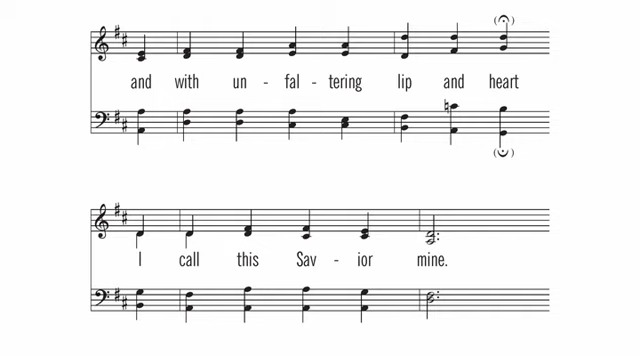 and with un - fal - tering lip and heart
I call this Sav - ior mine.